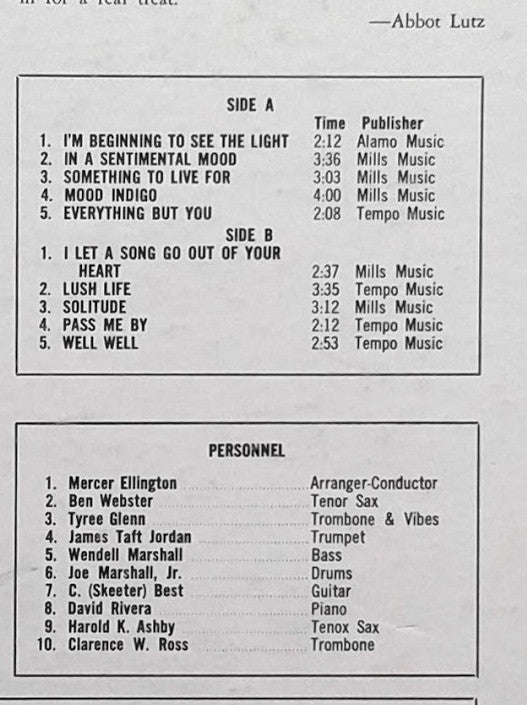 in for a real treat.
—Abbot Lutz
SIDE A
Time Publisher
1. I'M BEGINNING TO SEE THE LIGHT 2:12 Alamo Music
2. IN A SENTIMENTAL MOOD 3:36 Mills Music
3. SOMETHING TO LIVE FOR 3:03 Mills Music
4. MOOD INDIGO 4:00 Mills Music
5. EVERYTHING BUT YOU 2:08 Tempo Music
SIDE B
1. I LET A SONG GO OUT OF YOUR
HEART 2:37 Mills Music
2. LUSH LIFE 3:35 Tempo Music
3. SOLITUDE 3:12 Mills Music
4. PASS ME BY 2:12 Tempo Music
5. WELL WELL 2:53 Tempo Music
PERSONNEL
1. Mercer Ellington Arranger-Conductor
2. Ben Webster Tenor Sax
3. Tyree Glenn Trombone & Vibes
4. James Taft Jordan Trumpet
5. Wendell Marshall Bass
6. Joe Marshall, Jr. Drums
7. C. (Skeeter) Best Guitar
8. David Rivera Piano
9. Harold K. Ashby Tenox Sax
10. Clarence W. Ross Trombone